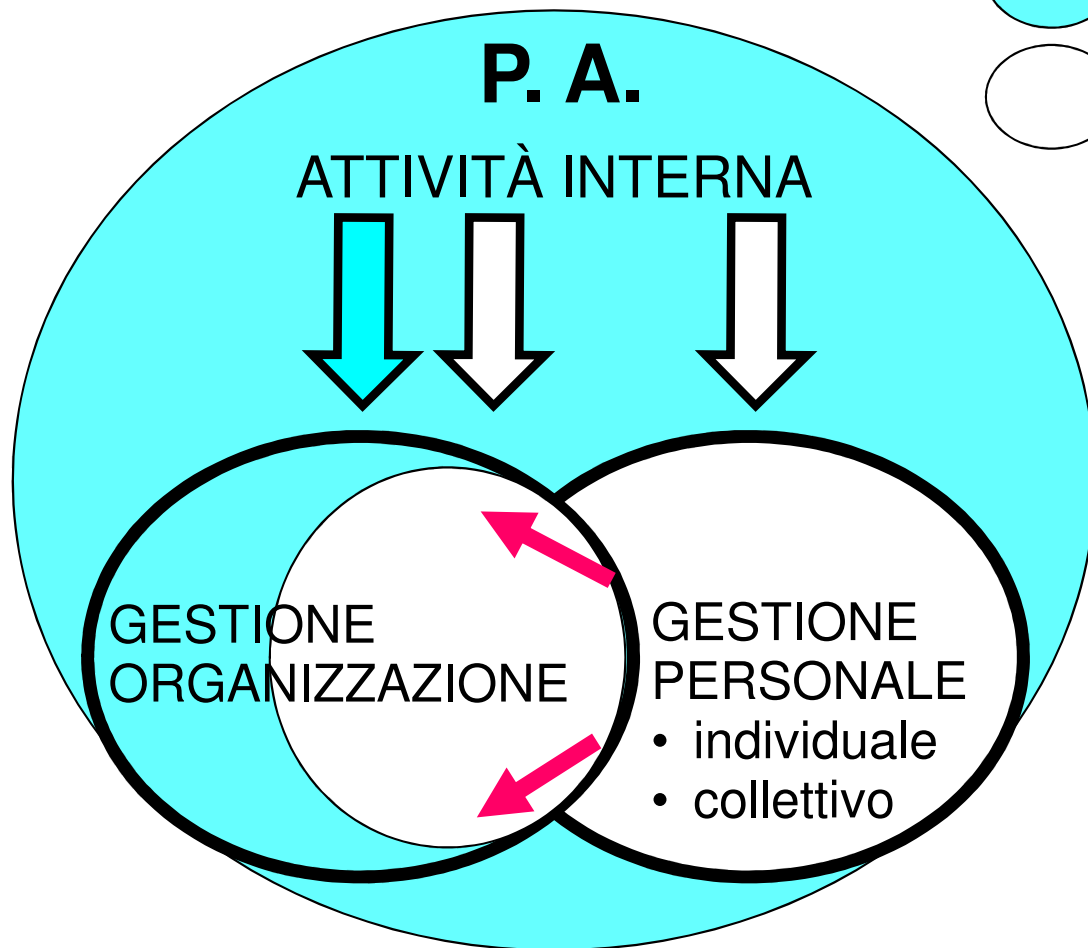 P. A.
ATTIVITÀ INTERNA
GESTIONE
ORGANIZZAZIONE
GESTIONE
PERSONALE
• individuale
• collettivo